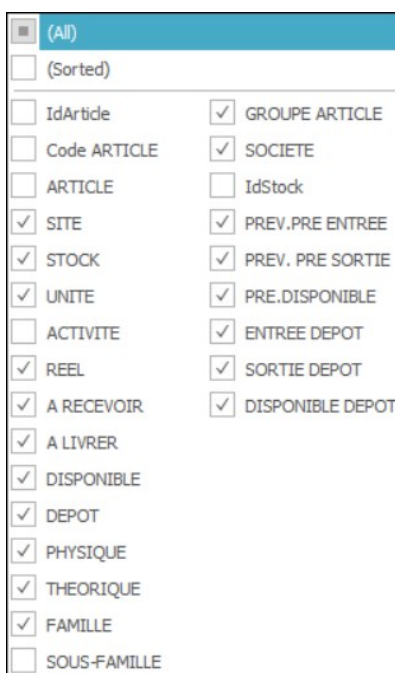 (All)
(Sorted)
IdArticle
Code ARTICLE
ARTICLE
SITE
STOCK
UNITE
ACTIVITE
REEL
A RECEVOIR
A LIVRER
DISPONIBLE
DEPOT
PHYSIQUE
THEORIQUE
FAMILLE
SOUS-FAMILLE
GROUPE ARTICLE
SOCIETE
IdStock
PREV.PRE ENTREE
PREV. PRE SORTIE
PRE.DISPONIBLE
ENTREE DEPOT
SORTIE DEPOT
DISPONIBLE DEPOT